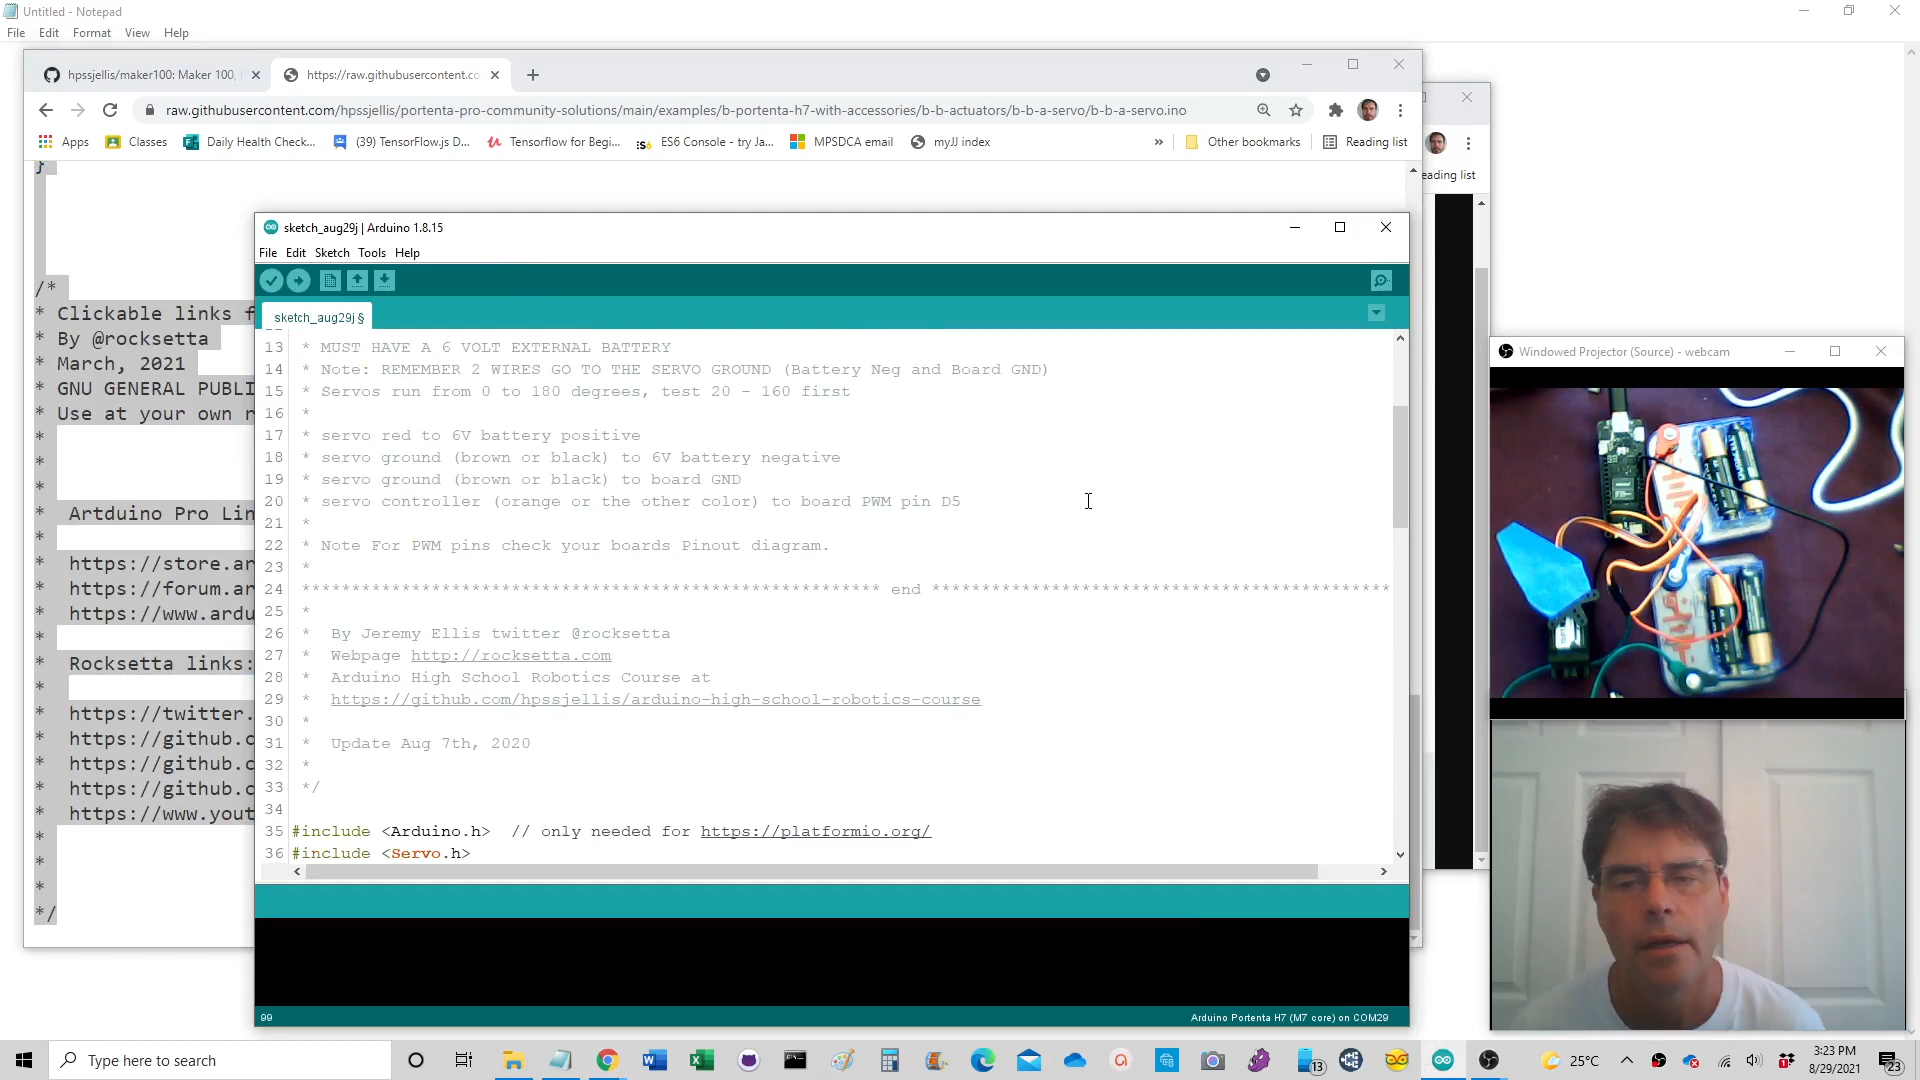 Untitled - Notepad
File Edit Format View Help
hpssjellis/maker100: Maker 100,
https://raw.githubusercontent.co
raw.githubusercontent.com/hpssjellis/portenta-pro-community-solutions/main/examples/b-portenta-h7-with-accessories/b-b-actuators/b-b-a-servo/b-b-a-servo.ino
Apps Classes Daily Health Check... (39) TensorFlow.js D... Tensorflow for Begi... ES6 Console - try Ja... MPSDCA email myJJ index » Other bookmarks Reading list
eading list
}
/*
* Clickable links f
* By @rocksetta
* March, 2021
* GNU GENERAL PUBLI
* Use at your own r
*
*
*
* Artduino Pro Lin
*
* https://store.ar
* https://forum.ar
* https://www.ardu
*
* Rocksetta links:
*
* https://twitter.
* https://github.c
* https://github.c
* https://github.c
* https://www.yout
*
*
*
*/
sketch_aug29j | Arduino 1.8.15
File Edit Sketch Tools Help
sketch_aug29j §
13 * MUST HAVE A 6 VOLT EXTERNAL BATTERY
14 * Note: REMEMBER 2 WIRES GO TO THE SERVO GROUND (Battery Neg and Board GND)
15 * Servos run from 0 to 180 degrees, test 20 - 160 first
16 *
17 * servo red to 6V battery positive
18 * servo ground (brown or black) to 6V battery negative
19 * servo ground (brown or black) to board GND
20 * servo controller (orange or the other color) to board PWM pin D5
21 *
22 * Note For PWM pins check your boards Pinout diagram.
23 *
24 ********************************************************** end **********************************************
25 *
26 * By Jeremy Ellis twitter @rocksetta
27 * Webpage http://rocksetta.com
28 * Arduino High School Robotics Course at
29 * https://github.com/hpssjellis/arduino-high-school-robotics-course
30 *
31 * Update Aug 7th, 2020
32 *
33 */
34
35 #include <Arduino.h> // only needed for https://platformio.org/
36 #include <Servo.h>
99
Arduino Portenta H7 (M7 core) on COM29
Windowed Projector (Source) - webcam
Type here to search
13
25°C
3:23 PM
8/29/2021
23